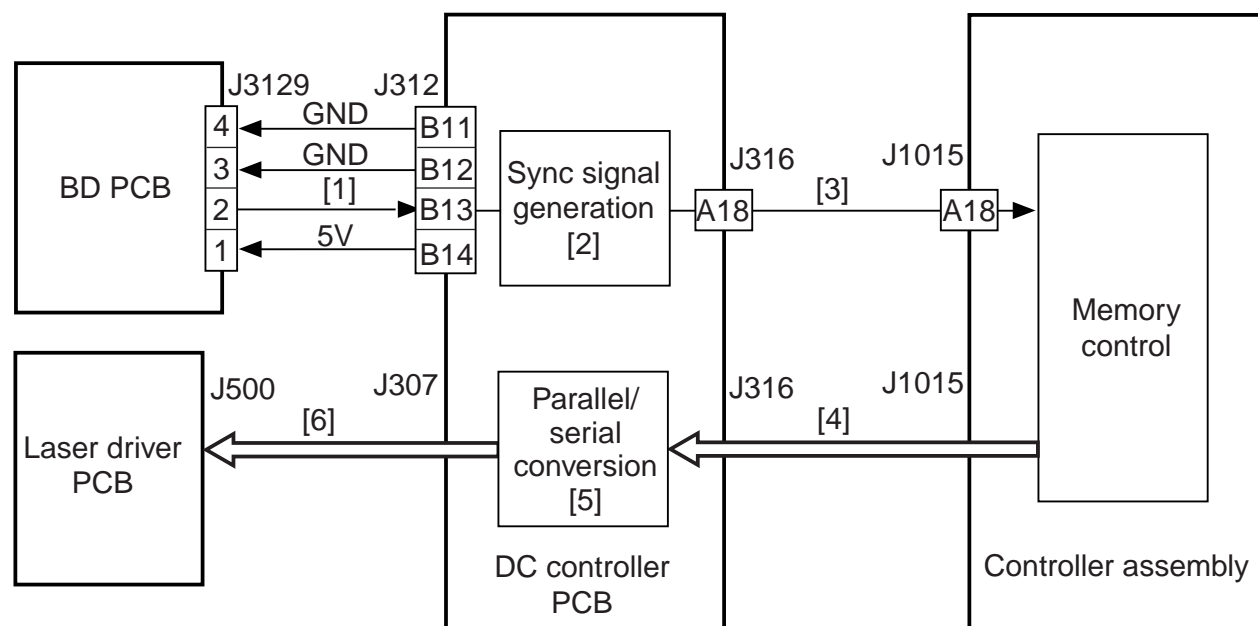 BD PCB
J3129
J312
4
GND
B11
3
GND
B12
2
[1]
B13
1
5V
B14
Sync signal
generation
[2]
J316
J1015
A18
[3]
A18
Memory
control
Laser driver
PCB
J500
J307
[6]
Parallel/
serial
conversion
[5]
J316
J1015
[4]
DC controller
PCB
Controller assembly